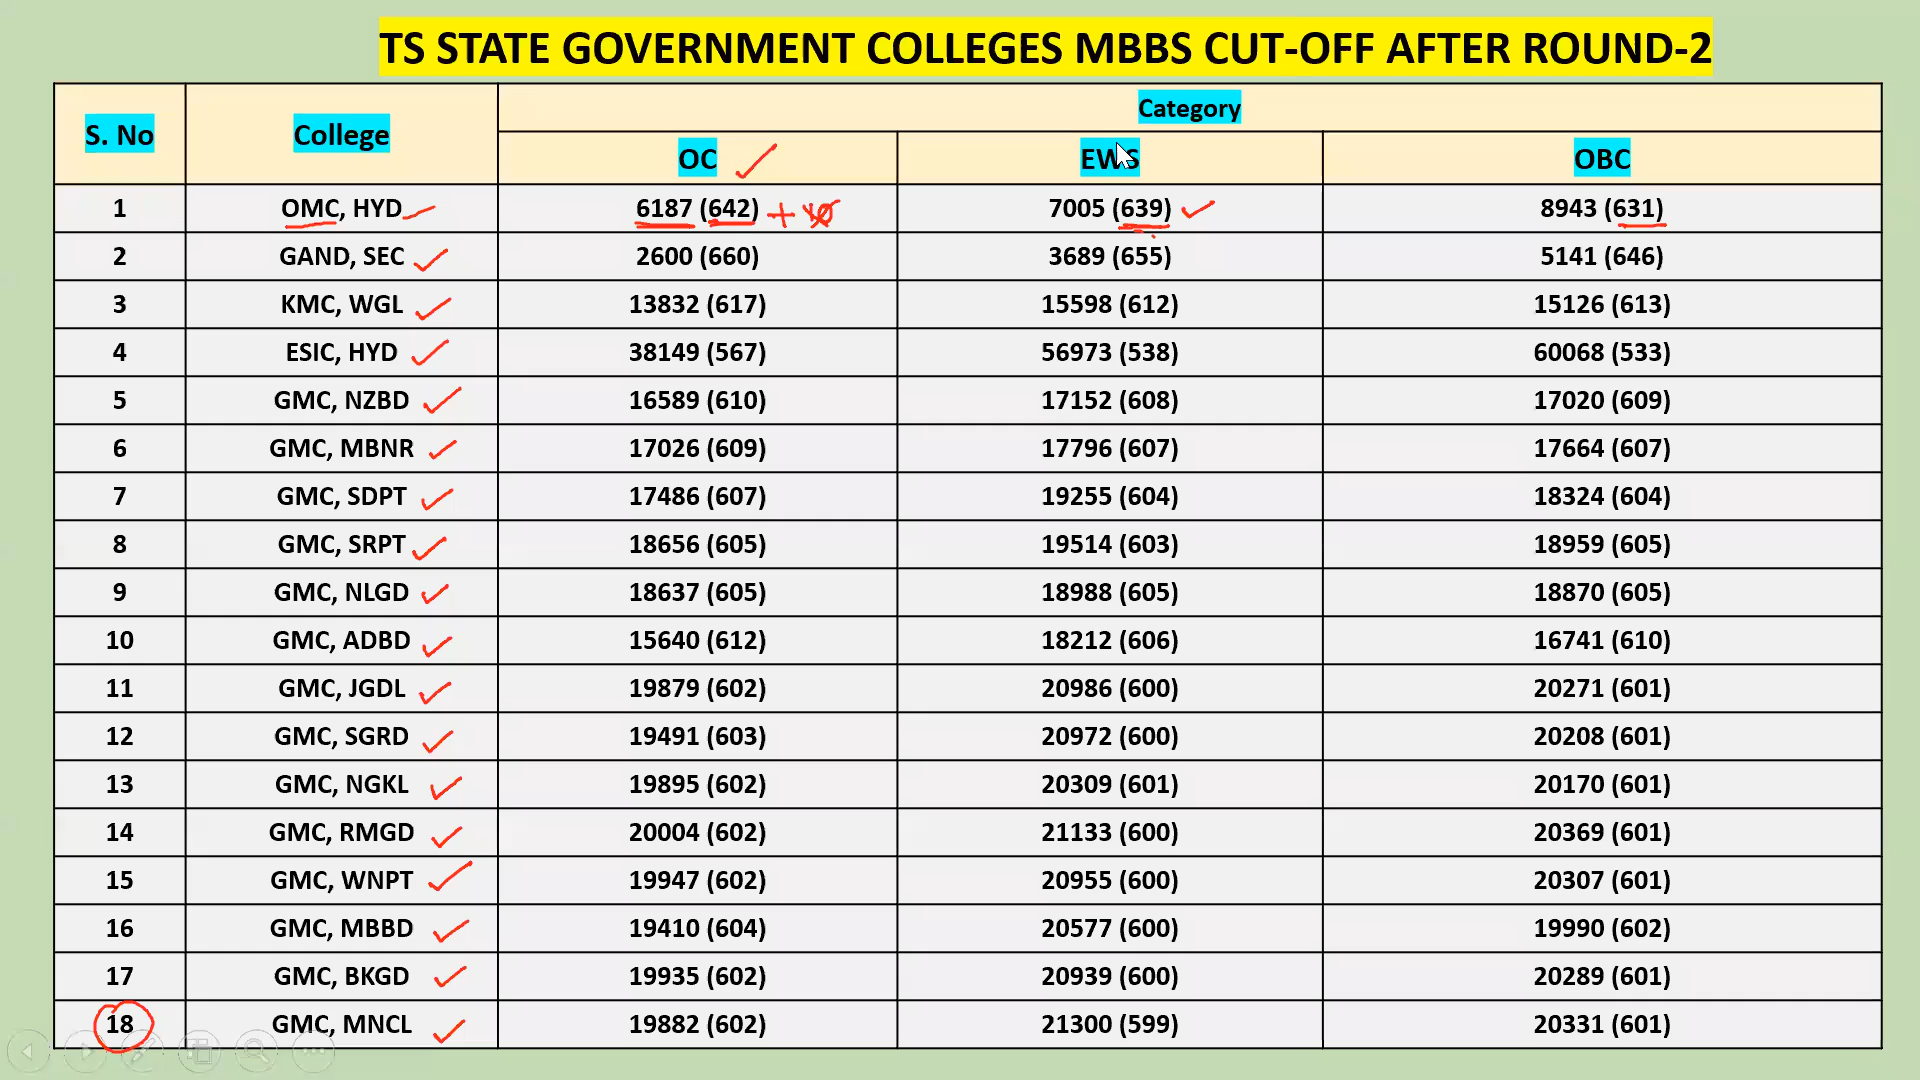 TS STATE GOVERNMENT COLLEGES MBBS CUT-OFF AFTER ROUND-2
S. No College Category
OC EWS OBC
1 OMC, HYD 6187 (642) + 7005 (639) 8943 (631)
2 GAND, SEC 2600 (660) 3689 (655) 5141 (646)
3 KMC, WGL 13832 (617) 15598 (612) 15126 (613)
4 ESIC, HYD 38149 (567) 56973 (538) 60068 (533)
5 GMC, NZBD 16589 (610) 17152 (608) 17020 (609)
6 GMC, MBNR 17026 (609) 17796 (607) 17664 (607)
7 GMC, SDPT 17486 (607) 19255 (604) 18324 (604)
8 GMC, SRPT 18656 (605) 19514 (603) 18959 (605)
9 GMC, NLGD 18637 (605) 18988 (605) 18870 (605)
10 GMC, ADBD 15640 (612) 18212 (606) 16741 (610)
11 GMC, JGDL 19879 (602) 20986 (600) 20271 (601)
12 GMC, SGRD 19491 (603) 20972 (600) 20208 (601)
13 GMC, NGKL 19895 (602) 20309 (601) 20170 (601)
14 GMC, RMGD 20004 (602) 21133 (600) 20369 (601)
15 GMC, WNPT 19947 (602) 20955 (600) 20307 (601)
16 GMC, MBBD 19410 (604) 20577 (600) 19990 (602)
17 GMC, BKGD 19935 (602) 20939 (600) 20289 (601)
18 GMC, MNCL 19882 (602) 21300 (599) 20331 (601)